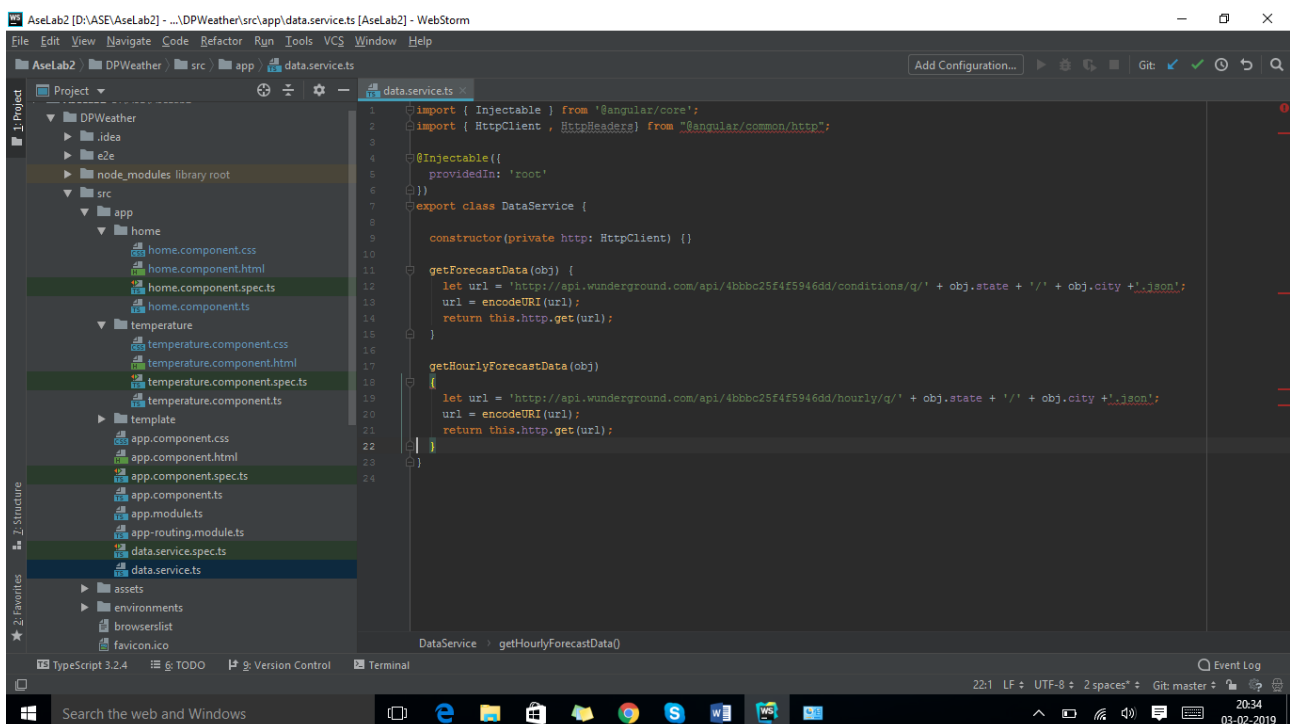 AseLab2 [D:\ASE\AseLab2] - ...\DPWeather\src\app\data.service.ts [AseLab2] - WebStorm
File Edit View Navigate Code Refactor Run Tools VCS Window Help
AseLab2 DPWeather src app data.service.ts Add Configuration... Git:
Project data.service.ts
1: Project
DPWeather
.idea
e2e
node_modules library root
src
app
home
home.component.css
home.component.html
home.component.spec.ts
home.component.ts
temperature
temperature.component.css
temperature.component.html
temperature.component.spec.ts
temperature.component.ts
template
app.component.css
app.component.html
app.component.spec.ts
app.component.ts
app.module.ts
app-routing.module.ts
data.service.spec.ts
data.service.ts
assets
environments
browserslist
favicon.ico
7: Structure
2: Favorites
1 import { Injectable } from '@angular/core';
2 import { HttpClient , HttpHeaders} from "@angular/common/http";
3
4 @Injectable({
5 providedIn: 'root'
6 })
7 export class DataService {
8
9 constructor(private http: HttpClient) {}
10
11 getForecastData(obj) {
12 let url = 'http://api.wunderground.com/api/4bbbc25f4f5946dd/conditions/q/' + obj.state + '/' + obj.city +'.json';
13 url = encodeURI(url);
14 return this.http.get(url);
15 }
16
17 getHourlyForecastData(obj)
18 {
19 let url = 'http://api.wunderground.com/api/4bbbc25f4f5946dd/hourly/q/' + obj.state + '/' + obj.city +'.json';
20 url = encodeURI(url);
21 return this.http.get(url);
22 }
23 }
24
DataService getHourlyForecastData()
TypeScript 3.2.4 6: TODO 9: Version Control Terminal Event Log
22:1 LF UTF-8 2 spaces* Git: master
Search the web and Windows
20:34
03-02-2019